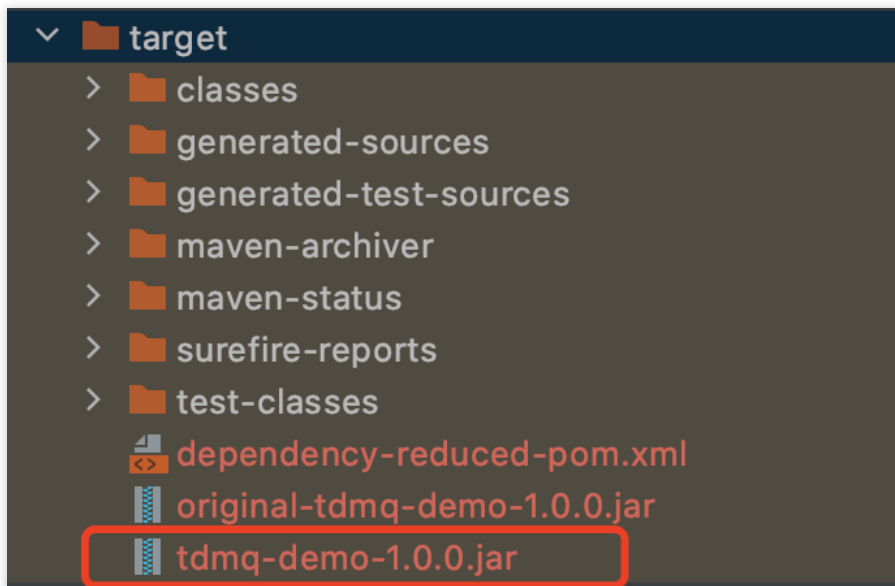 target
classes
generated-sources
generated-test-sources
maven-archiver
maven-status
surefire-reports
test-classes
dependency-reduced-pom.xml
original-tdmq-demo-1.0.0.jar
tdmq-demo-1.0.0.jar